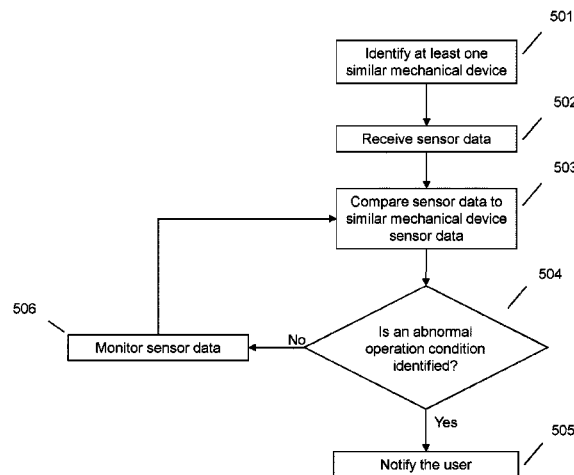 501
Identify at least one
similar mechanical device
502
Receive sensor data
503
Compare sensor data to
similar mechanical device
sensor data
504
Is an abnormal
operation condition
identified?
No
506
Monitor sensor data
Yes
505
Notify the user